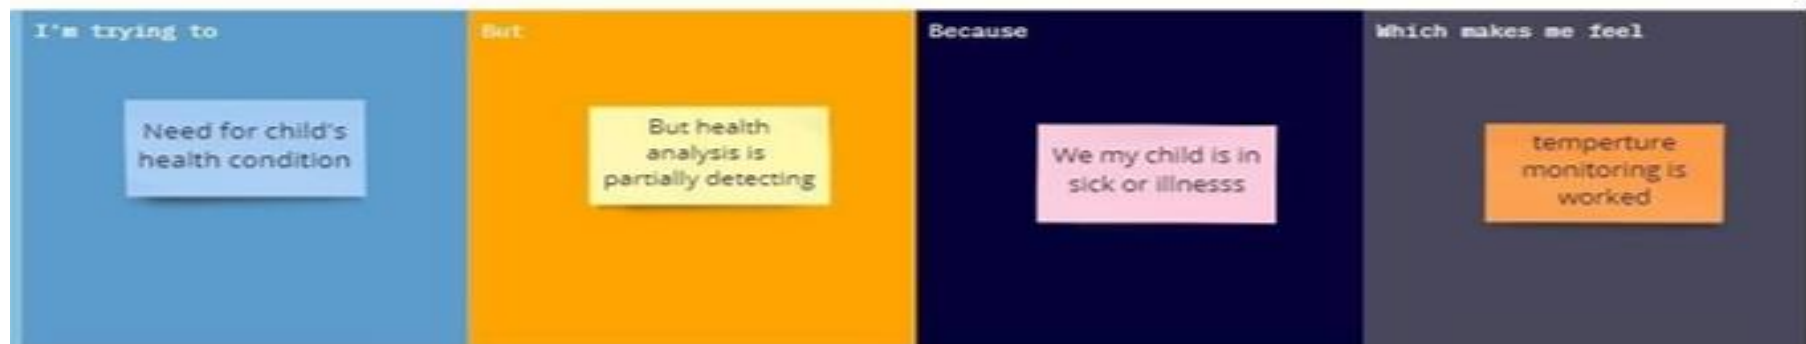 I'm trying to
Need for child's
health condition
But
But health
analysis is
partially detecting
Because
We my child is in
sick or illnesss
Which makes me feel
temperture
monitoring is
worked